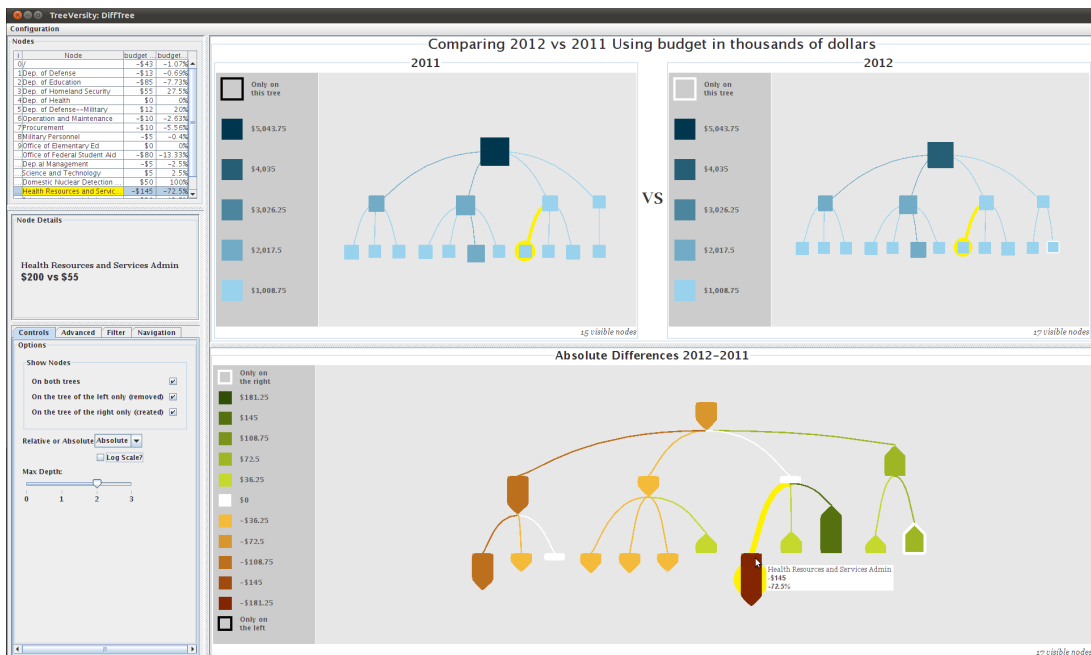 TreeVersity: DiffTree
Configuration
Nodes
i Node budget ... budget...
0 / -$43 -1.07%
1 Dep. of Defense -$13 -0.69%
2 Dep. of Education -$85 -7.73%
3 Dep. of Homeland Security $55 27.5%
4 Dep. of Health $0 0%
5 Dep. of Defense--Military $12 20%
6 Operation and Maintenance -$10 -2.63%
7 Procurement -$10 -5.56%
8 Military Personnel -$5 -0.4%
9 Office of Elementary Ed $0 0%
... Office of Federal Student Aid -$80 -13.33%
... Dep.al Management -$5 -2.5%
... Science and Technology $5 2.5%
... Domestic Nuclear Detection... $50 100%
... Health Resources and Servic... -$145 -72.5%
Node Details
Health Resources and Services Admin
$200 vs $55
Controls Advanced Filter Navigation
Options
Show Nodes
On both trees
On the tree of the left only (removed)
On the tree of the right only (created)
Relative or Absolute Absolute
Log Scale?
Max Depth:
0 1 2 3
Comparing 2012 vs 2011 Using budget in thousands of dollars
2011
Only on
this tree
$5,043.75
$4,035
$3,026.25
$2,017.5
$1,008.75
15 visible nodes
VS
2012
Only on
this tree
$5,043.75
$4,035
$3,026.25
$2,017.5
$1,008.75
17 visible nodes
Absolute Differences 2012-2011
Only on
the right
$181.25
$145
$108.75
$72.5
$36.25
$0
-$36.25
-$72.5
-$108.75
-$145
-$181.25
Only on
the left
Health Resources and Services Admin
-$145
-72.5%
17 visible nodes